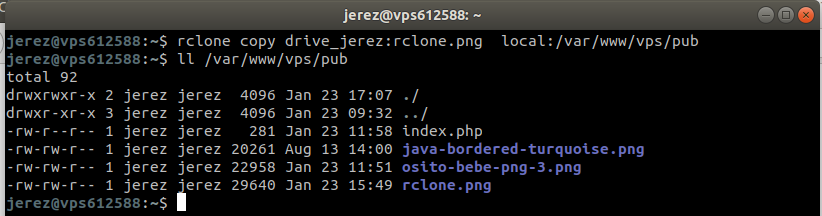 jerez@vps612588: ~
jerez@vps612588:~$ rclone copy drive_jerez:rclone.png  local:/var/www/vps/pub
jerez@vps612588:~$ ll /var/www/vps/pub
total 92
drwxrwxr-x 2 jerez jerez  4096 Jan 23 17:07 ./
drwxr-xr-x 3 jerez jerez  4096 Jan 23 09:32 ../
-rw-r--r-- 1 jerez jerez   281 Jan 23 11:58 index.php
-rw-rw-r-- 1 jerez jerez 20261 Aug 13 14:00 java-bordered-turquoise.png
-rw-rw-r-- 1 jerez jerez 22958 Jan 23 11:51 osito-bebe-png-3.png
-rw-rw-r-- 1 jerez jerez 29640 Jan 23 15:49 rclone.png
jerez@vps612588:~$